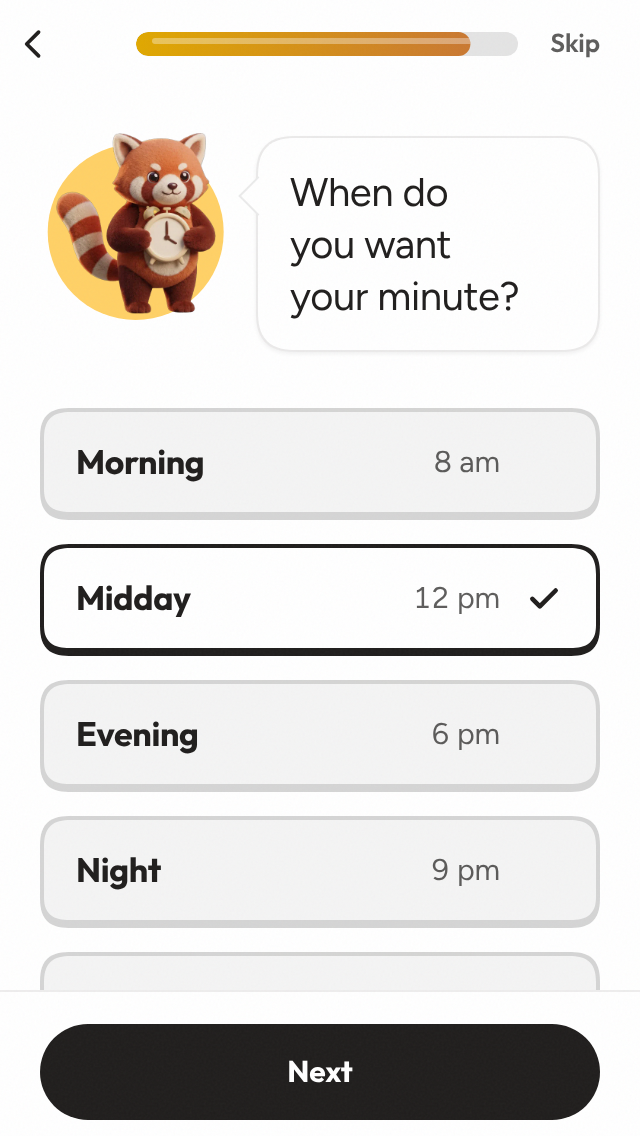 Skip
When do
you want
your minute?
Morning 8 am
Midday 12 pm
Evening 6 pm
Night 9 pm
Next